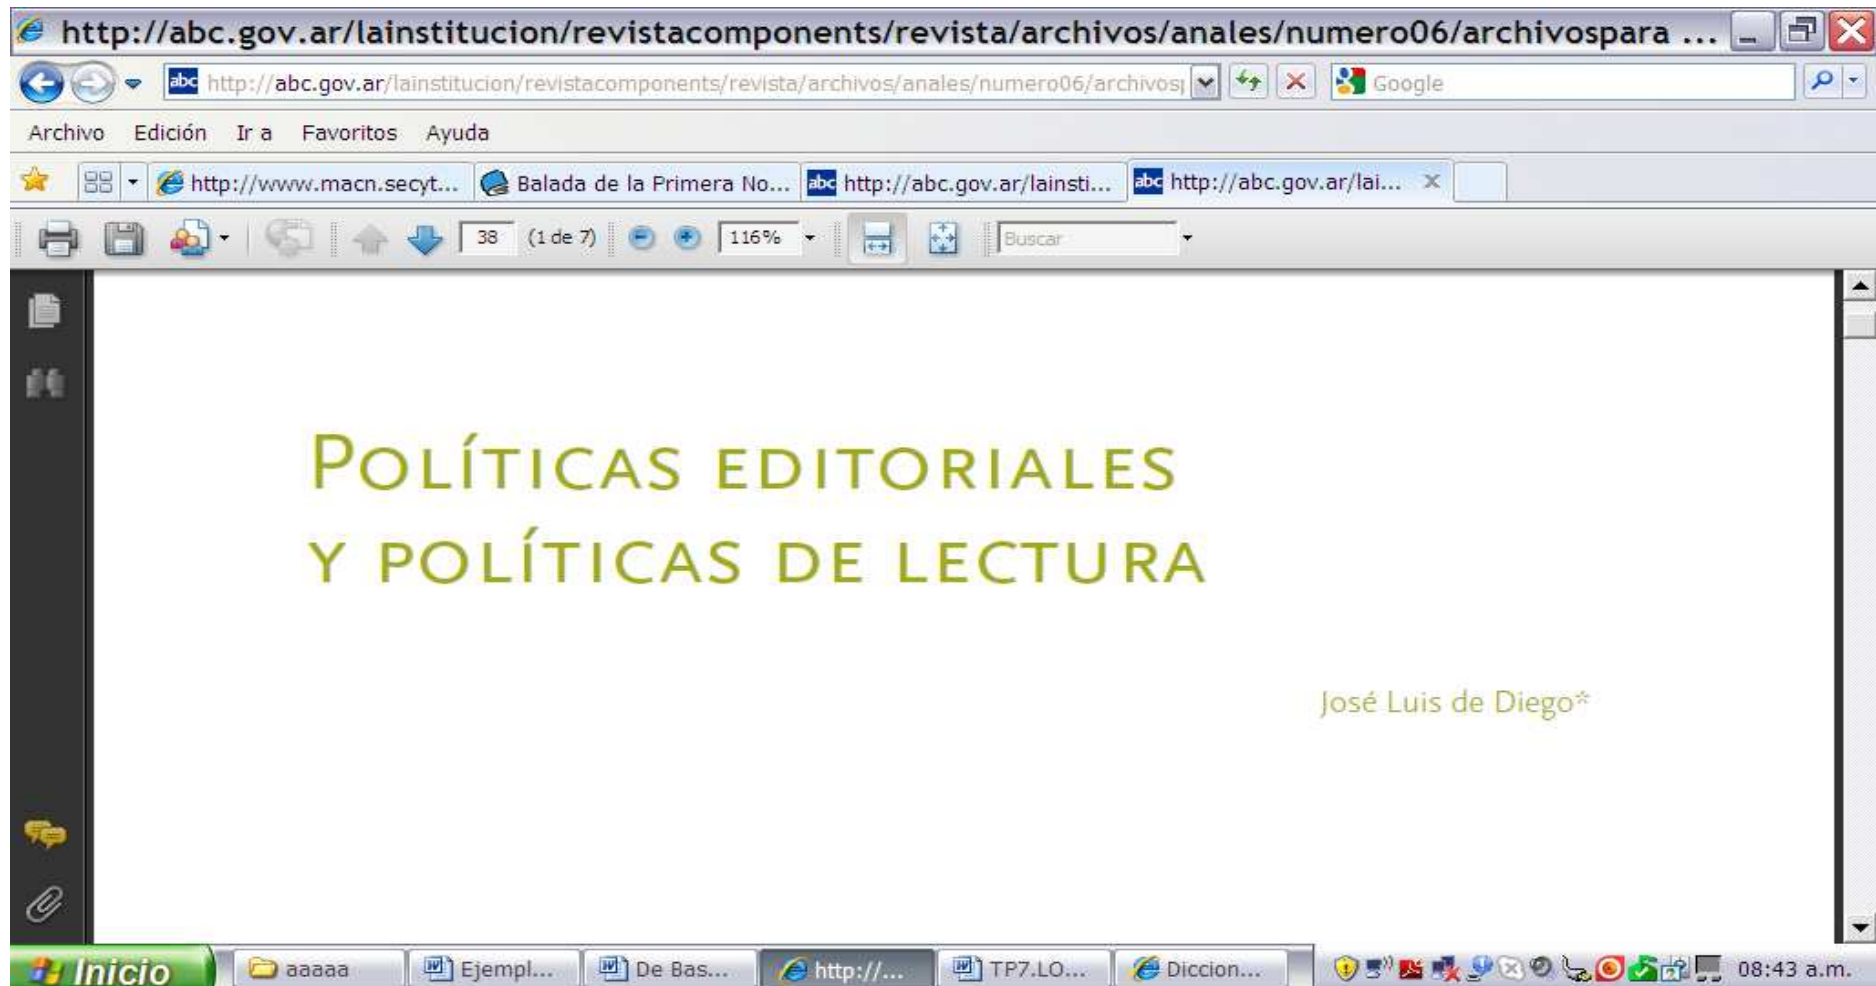 http://abc.gov.ar/lainstitucion/revistacomponents/revista/archivos/anales/numero06/archivospara ...
abc http://abc.gov.ar/lainstitucion/revistacomponents/revista/archivos/anales/numero06/archivos Google
Archivo Edición Ir a Favoritos Ayuda
http://www.macn.secyt... Balada de la Primera No... abc http://abc.gov.ar/lainsti... abc http://abc.gov.ar/lai...
38 (1 de 7) 116% Buscar
POLÍTICAS EDITORIALES
Y POLÍTICAS DE LECTURA
José Luis de Diego*
Inicio aaaaa Ejempl... De Bas... http://... TP7.LO... Diccion... 08:43 a.m.